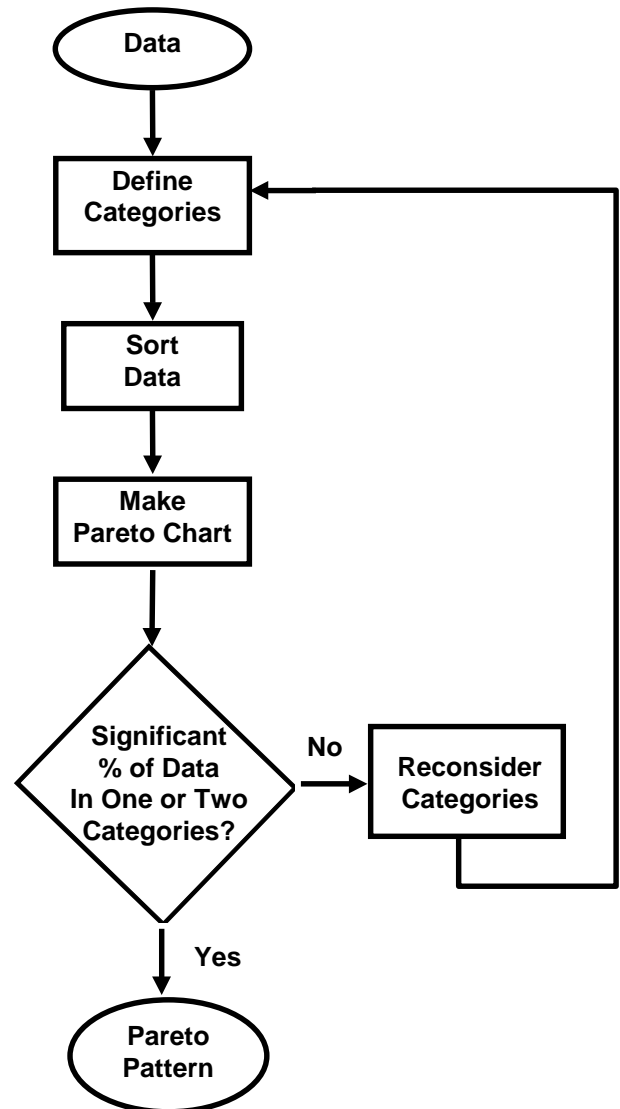 Data
Define
Categories
Sort
Data
Make
Pareto Chart
Significant
% of Data
In One or Two
Categories?
No
Reconsider
Categories
Yes
Pareto
Pattern